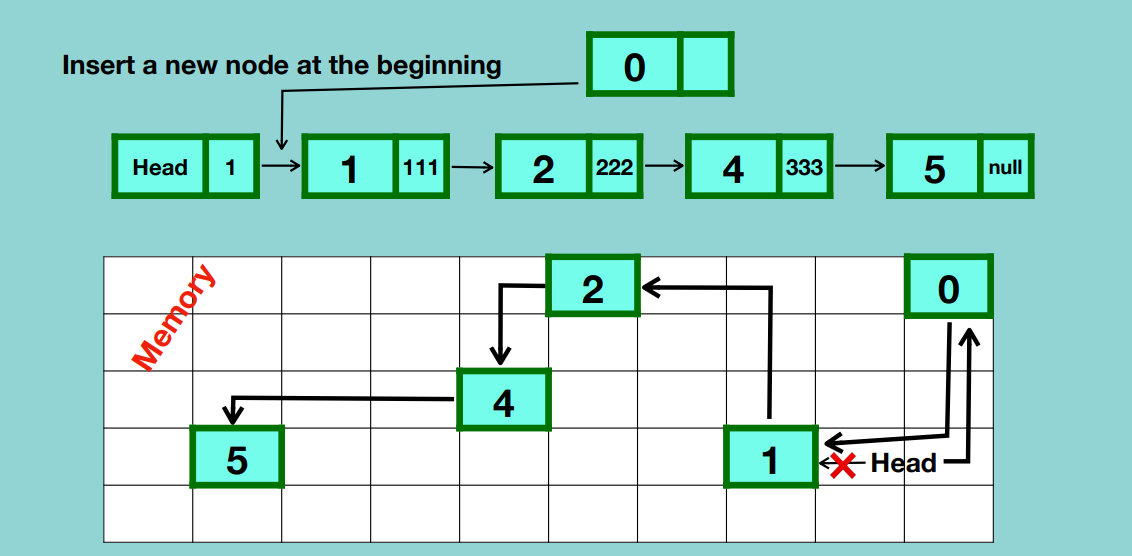 Insert a new node at the beginning
0
Head 1
1 111
2 222
4 333
5 null
Memory
2
0
4
5
1
Head